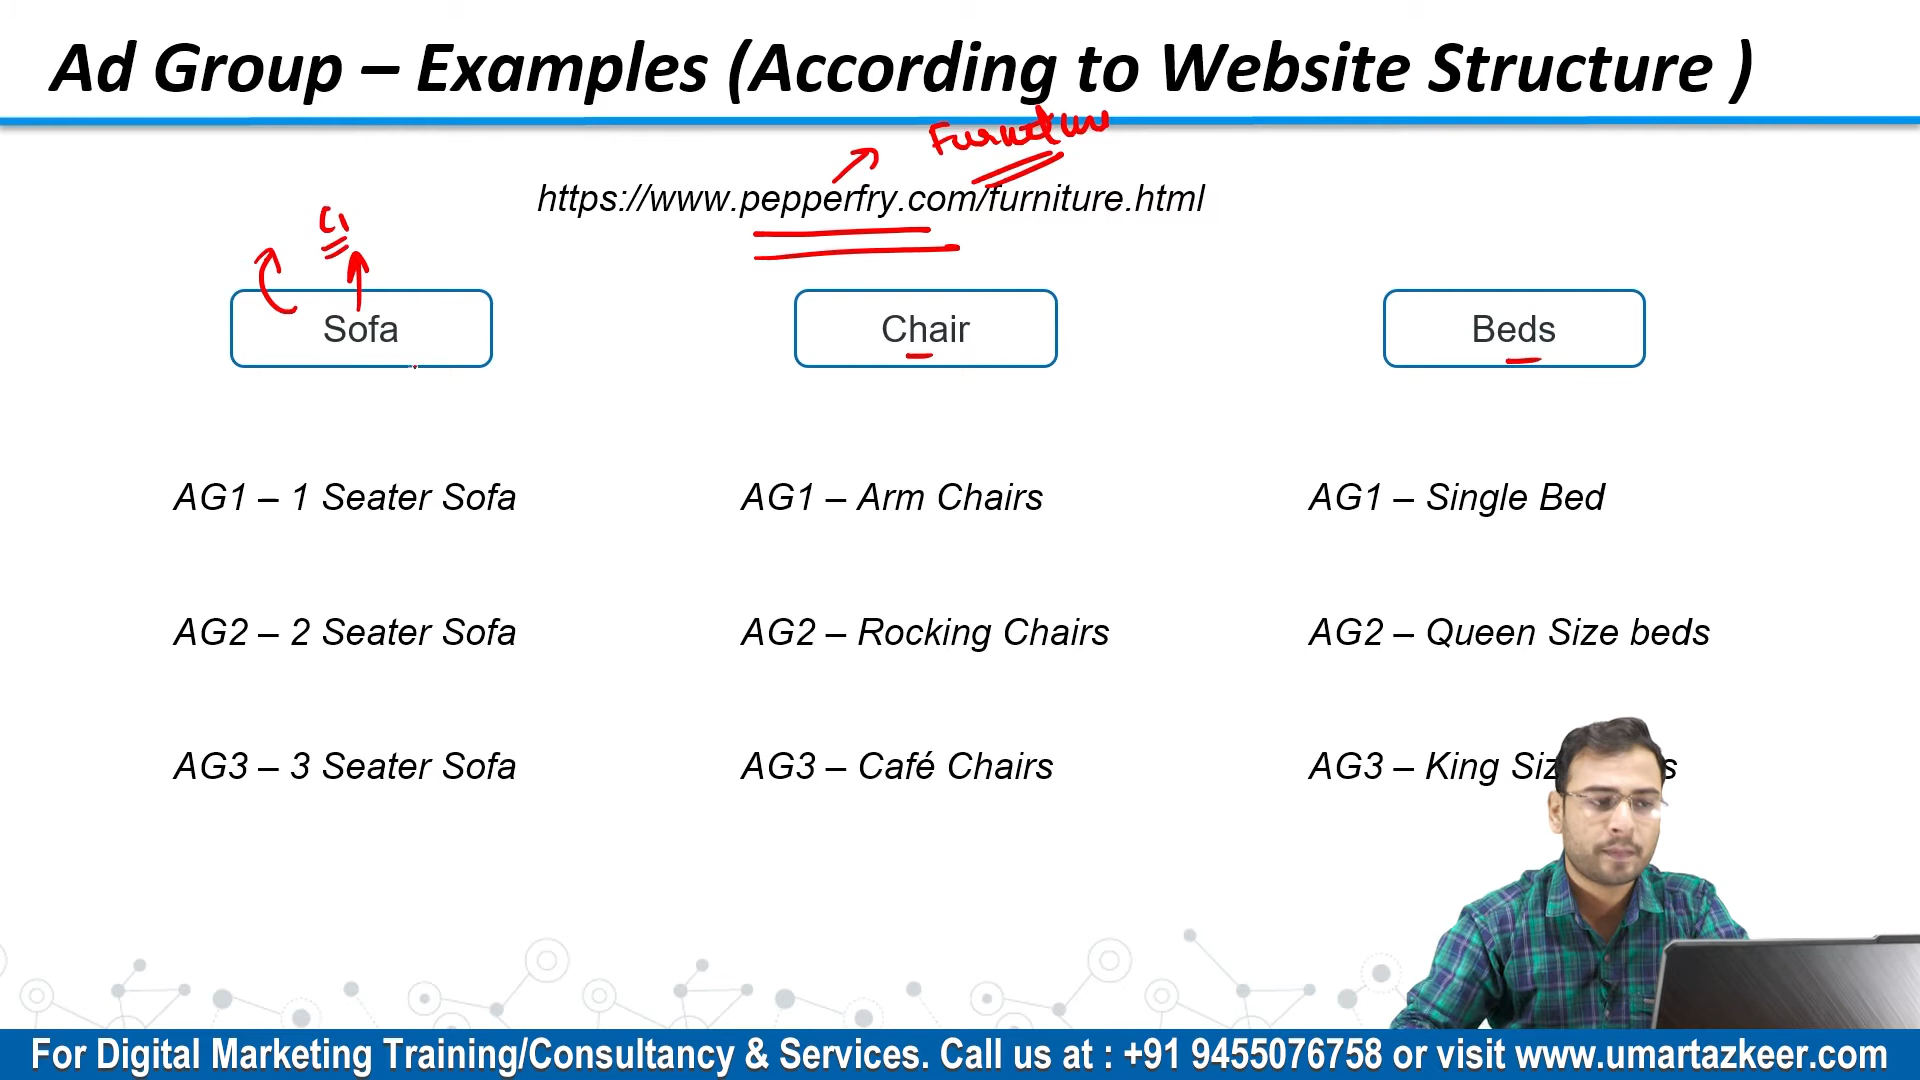 Ad Group – Examples (According to Website Structure )
Furniture
https://www.pepperfry.com/furniture.html
C1
Sofa
Chair
Beds
AG1 – 1 Seater Sofa
AG1 – Arm Chairs
AG1 – Single Bed
AG2 – 2 Seater Sofa
AG2 – Rocking Chairs
AG2 – Queen Size beds
AG3 – 3 Seater Sofa
AG3 – Café Chairs
AG3 – King
For Digital Marketing Training/Consultancy & Services. Call us at : +91 9455076758 or visit www.umartazkeer.com